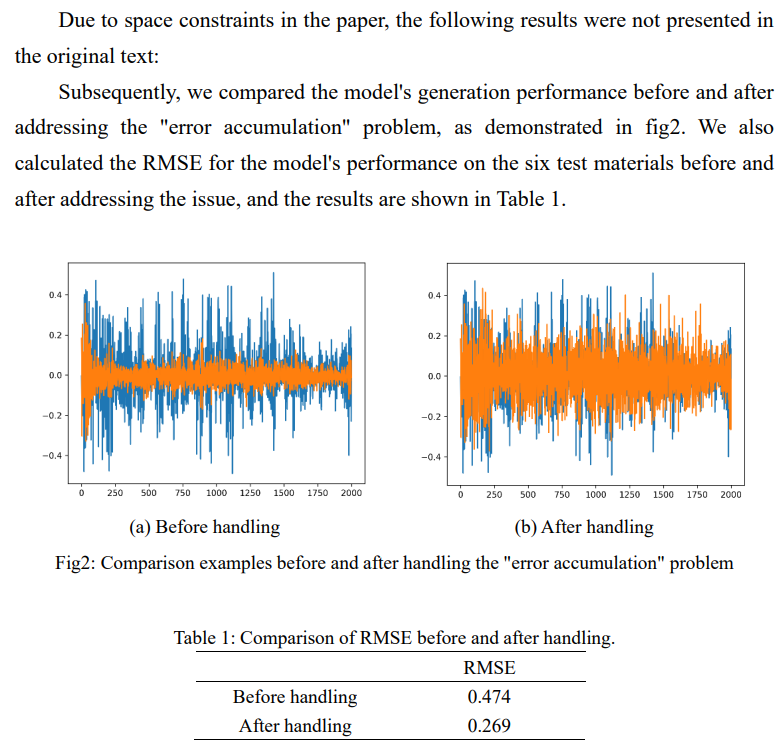 Due to space constraints in the paper, the following results were not presented in
the original text:
Subsequently, we compared the model's generation performance before and after
addressing the "error accumulation" problem, as demonstrated in fig2. We also
calculated the RMSE for the model's performance on the six test materials before and
after addressing the issue, and the results are shown in Table 1.
0.4
0.2
0.0
−0.2
−0.4
0 250 500 750 1000 1250 1500 1750 2000
(a) Before handling
0.4
0.2
0.0
−0.2
−0.4
0 250 500 750 1000 1250 1500 1750 2000
(b) After handling
Fig2: Comparison examples before and after handling the "error accumulation" problem
Table 1: Comparison of RMSE before and after handling.
RMSE
Before handling 0.474
After handling 0.269